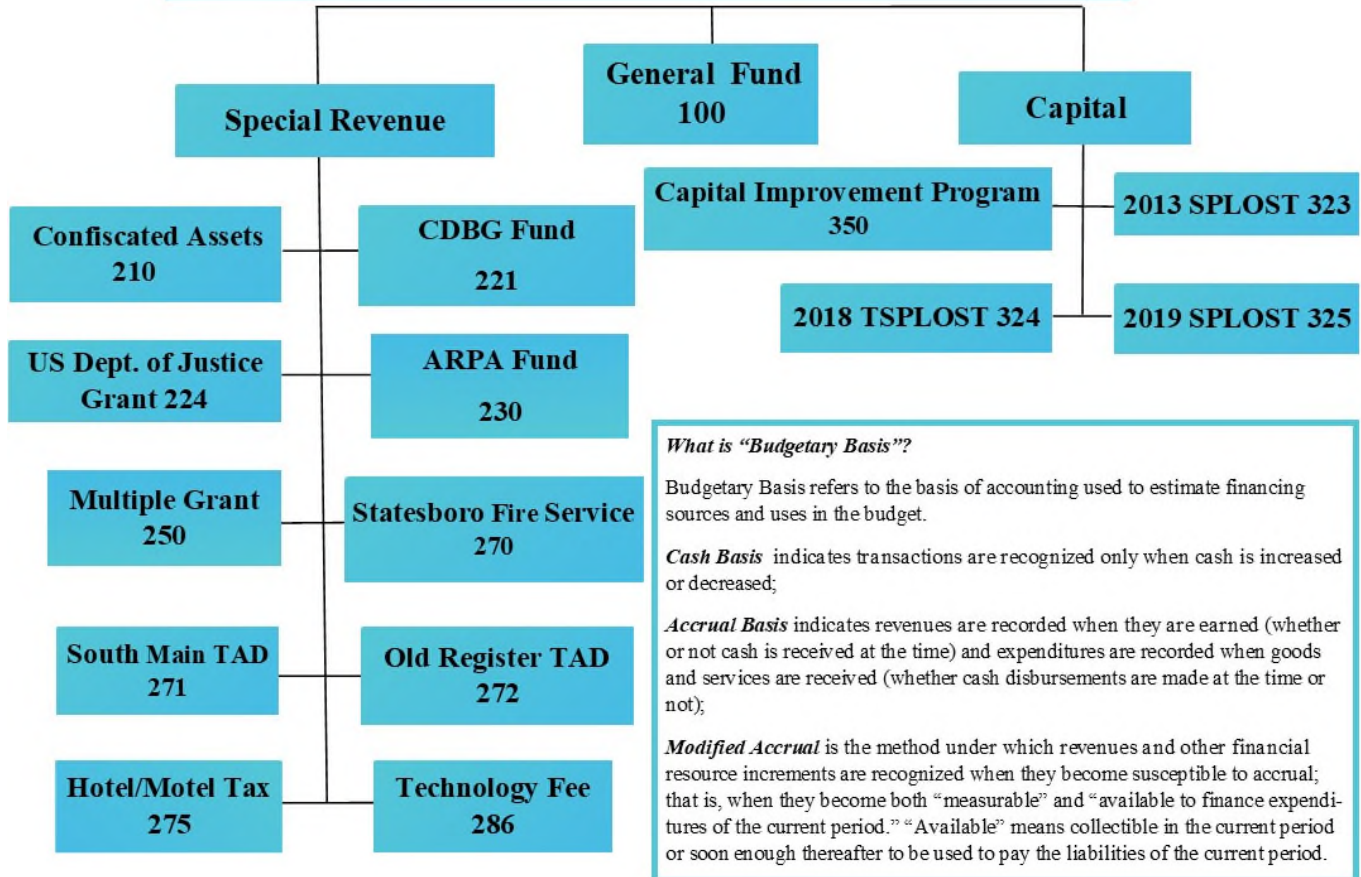 General Fund
100
Special Revenue
Capital
Capital Improvement Program
350
2013 SPLOST 323
2018 TSPLOST 324
2019 SPLOST 325
Confiscated Assets
210
CDBG Fund
221
US Dept. of Justice
Grant 224
ARPA Fund
230
Multiple Grant
250
Statesboro Fire Service
270
South Main TAD
271
Old Register TAD
272
Hotel/Motel Tax
275
Technology Fee
286
What is “Budgetary Basis”?
Budgetary Basis refers to the basis of accounting used to estimate financing
sources and uses in the budget.
Cash Basis indicates transactions are recognized only when cash is increased
or decreased;
Accrual Basis indicates revenues are recorded when they are earned (whether
or not cash is received at the time) and expenditures are recorded when goods
and services are received (whether cash disbursements are made at the time or
not);
Modified Accrual is the method under which revenues and other financial
resource increments are recognized when they become susceptible to accrual;
that is, when they become both “measurable” and “available to finance expendi-
tures of the current period.” “Available” means collectible in the current period
or soon enough thereafter to be used to pay the liabilities of the current period.